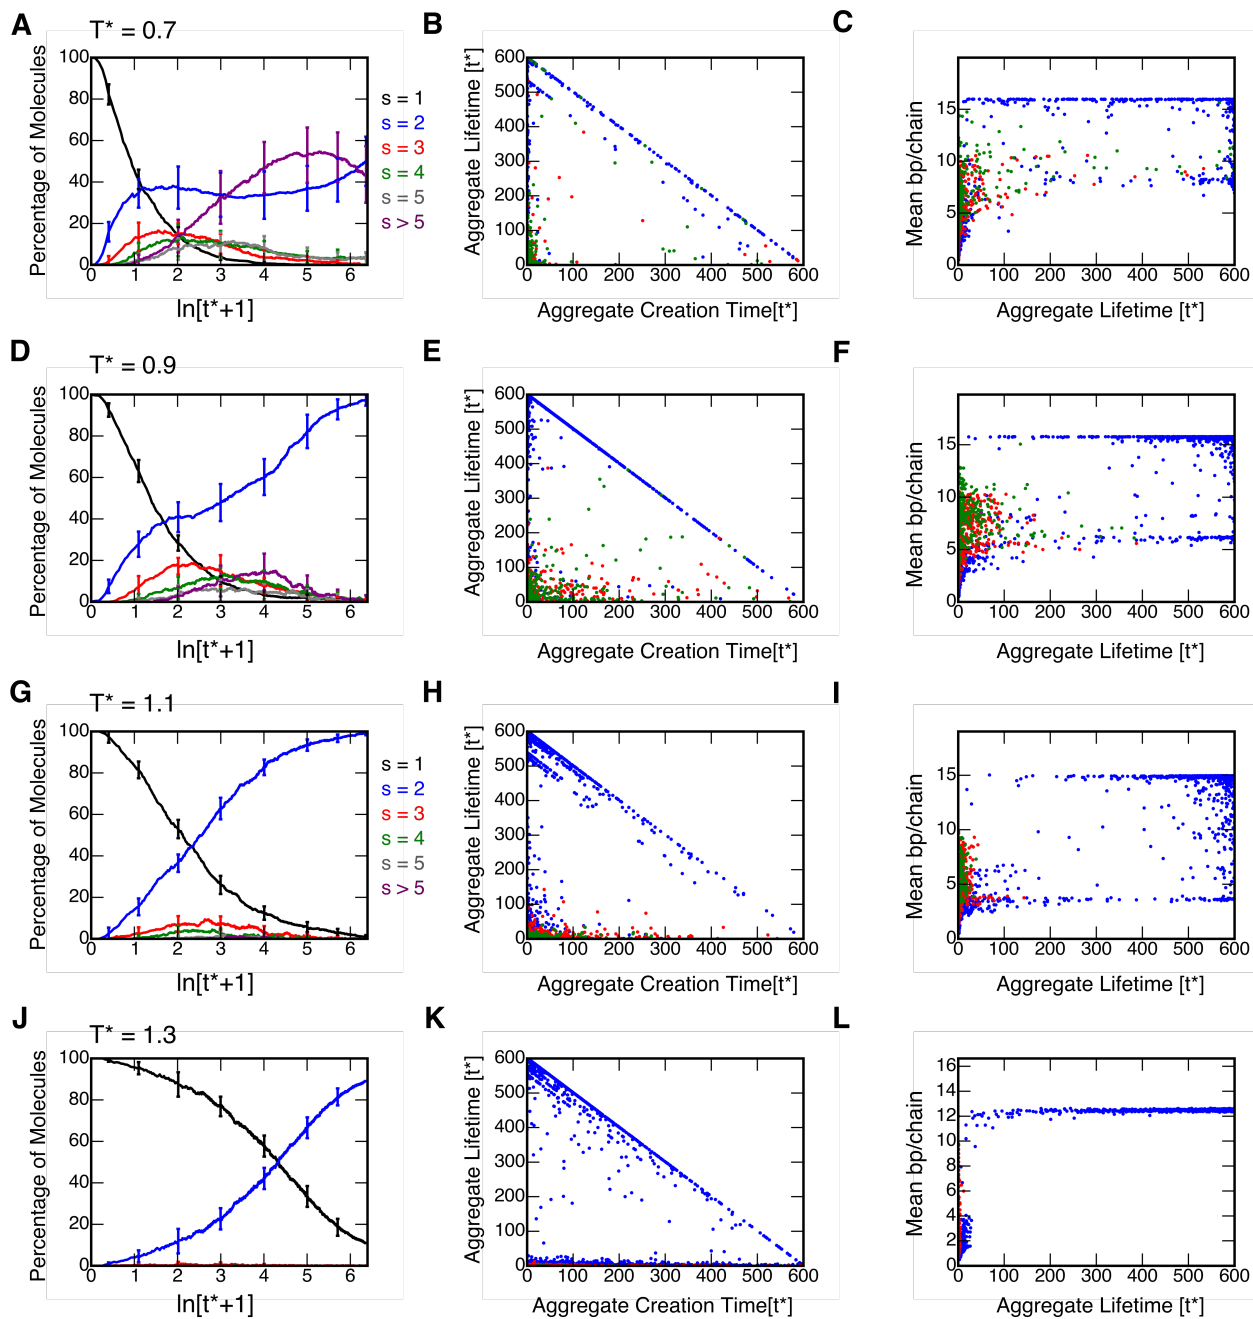 A
T* = 0.7
Percentage of Molecules
100
80
60
40
20
0
0 1 2 3 4 5 6
ln[t*+1]
s = 1
s = 2
s = 3
s = 4
s = 5
s > 5
B
Aggregate Lifetime [t*]
600
500
400
300
200
100
0
0 100 200 300 400 500 600
Aggregate Creation Time[t*]
C
Mean bp/chain
15
10
5
0
0 100 200 300 400 500 600
Aggregate Lifetime [t*]
D
T* = 0.9
Percentage of Molecules
100
80
60
40
20
0
0 1 2 3 4 5 6
ln[t*+1]
E
Aggregate Lifetime [t*]
600
500
400
300
200
100
0
0 100 200 300 400 500 600
Aggregate Creation Time[t*]
F
Mean bp/chain
15
10
5
0
0 100 200 300 400 500 600
Aggregate Lifetime [t*]
G
T* = 1.1
Percentage of Molecules
100
80
60
40
20
0
0 1 2 3 4 5 6
ln[t*+1]
s = 1
s = 2
s = 3
s = 4
s = 5
s > 5
H
Aggregate Lifetime [t*]
600
500
400
300
200
100
0
0 100 200 300 400 500 600
Aggregate Creation Time[t*]
I
Mean bp/chain
15
10
5
0
0 100 200 300 400 500 600
Aggregate Lifetime [t*]
J
T* = 1.3
Percentage of Molecules
100
80
60
40
20
0
0 1 2 3 4 5 6
ln[t*+1]
K
Aggregate Lifetime [t*]
600
500
400
300
200
100
0
0 100 200 300 400 500 600
Aggregate Creation Time[t*]
L
Mean bp/chain
16
14
12
10
8
6
4
2
0
0 100 200 300 400 500 600
Aggregate Lifetime [t*]